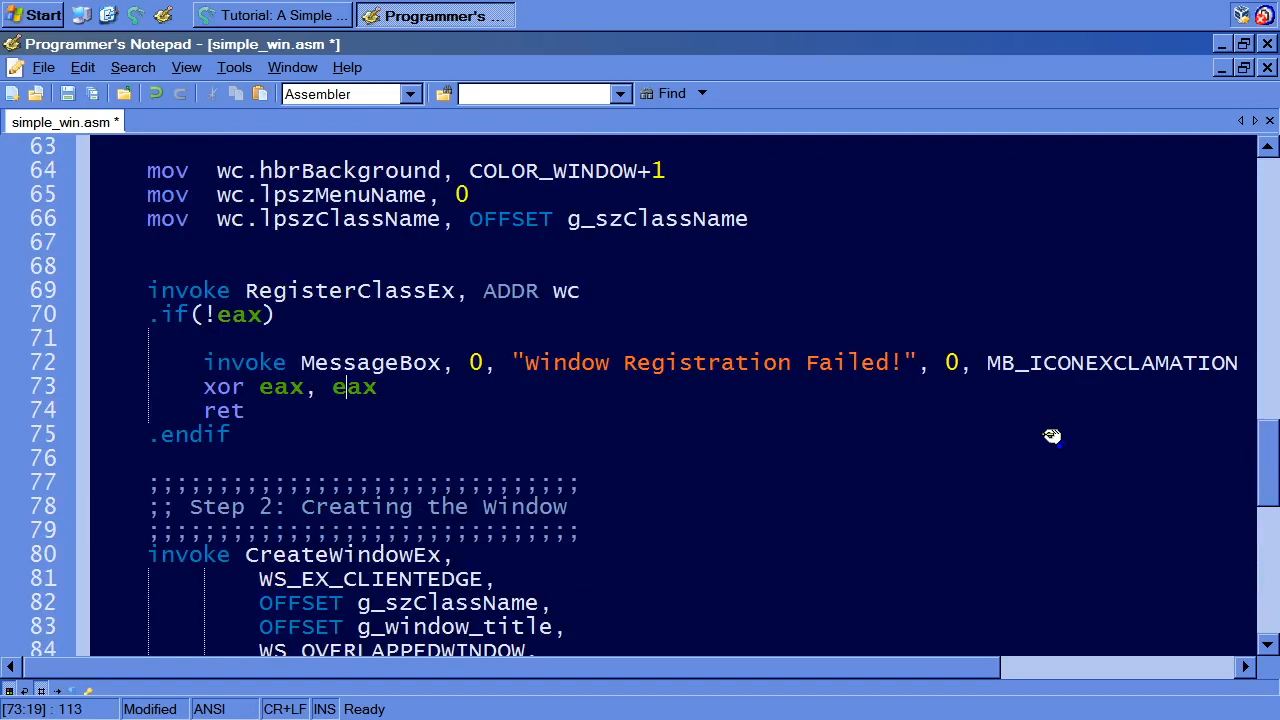 Start Tutorial: A Simple ... Programmer's ...
Programmer's Notepad - [simple_win.asm *]
File Edit Search View Tools Window Help
Assembler Find
simple_win.asm *
63
64 mov wc.hbrBackground, COLOR_WINDOW+1
65 mov wc.lpszMenuName, 0
66 mov wc.lpszClassName, OFFSET g_szClassName
67
68
69 invoke RegisterClassEx, ADDR wc
70 .if(!eax)
71
72 invoke MessageBox, 0, "Window Registration Failed!", 0, MB_ICONEXCLAMATION
73 xor eax, eax
74 ret
75 .endif
76
77 ;;;;;;;;;;;;;;;;;;;;;;;;;;;;;;;
78 ;; Step 2: Creating the Window
79 ;;;;;;;;;;;;;;;;;;;;;;;;;;;;;;;
80 invoke CreateWindowEx,
81 WS_EX_CLIENTEDGE,
82 OFFSET g_szClassName,
83 OFFSET g_window_title,
84 WS_OVERLAPPEDWINDOW,
[73:19] : 113 Modified ANSI CR+LF INS Ready